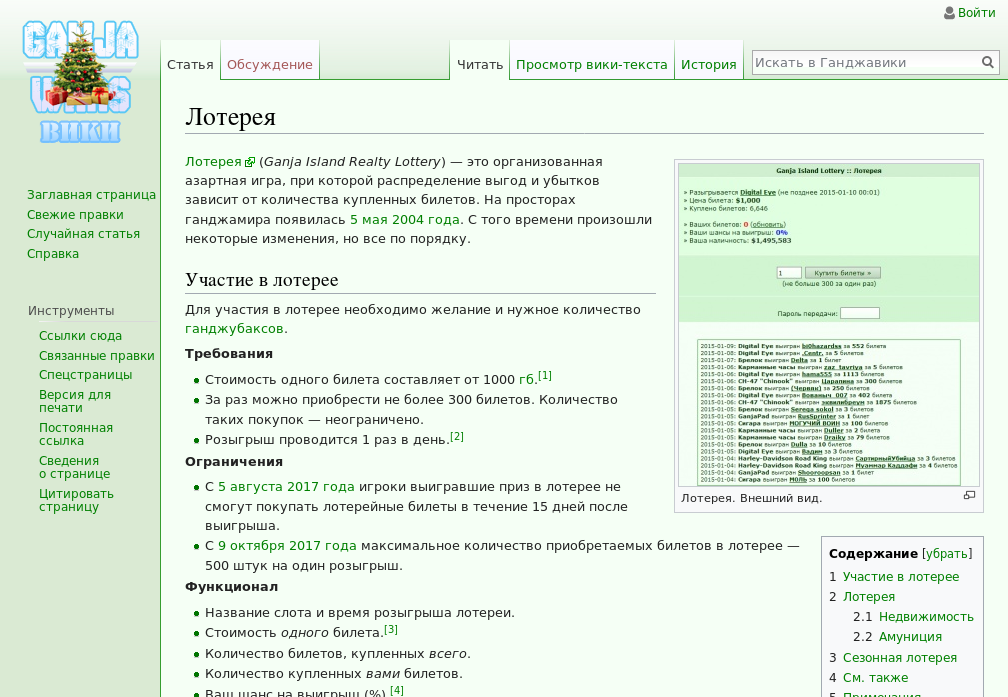 Войти
GANJA
WARS
ВИКИ
Статья
Обсуждение
Читать
Просмотр вики-текста
История
Искать в Ганджавики
Заглавная страница
Свежие правки
Случайная статья
Справка
Инструменты
Ссылки сюда
Связанные правки
Спецстраницы
Версия для
печати
Постоянная
ссылка
Сведения
о странице
Цитировать
страницу
Лотерея
Лотерея (Ganja Island Realty Lottery) — это организованная
азартная игра, при которой распределение выгод и убытков
зависит от количества купленных билетов. На просторах
ганджамира появилась 5 мая 2004 года. С того времени произошли
некоторые изменения, но все по порядку.
Участие в лотерее
Для участия в лотерее необходимо желание и нужное количество
ганджубаксов.
Требования
Стоимость одного билета составляет от 1000 гб.[1]
За раз можно приобрести не более 300 билетов. Количество
таких покупок — неограничено.
Розыгрыш проводится 1 раз в день.[2]
Ограничения
С 5 августа 2017 года игроки выигравшие приз в лотерее не
смогут покупать лотерейные билеты в течение 15 дней после
выигрыша.
С 9 октября 2017 года максимальное количество приобретаемых билетов в лотерее —
500 штук на один розыгрыш.
Функционал
Название слота и время розыгрыша лотереи.
Стоимость одного билета.[3]
Количество билетов, купленных всего.
Количество купленных вами билетов.
Ваш шанс на выигрыш (%).[4]
Ganja Island Lottery :: Лотерея
» Разыгрывается Digital Eye (не позднее 2015-01-10 00:01)
» Цена билета: $1,000
» Куплено билетов: 6,646
» Ваших билетов: 0 (обновить)
» Ваши шансы на выигрыш: 0%
» Ваша наличность: $1,495,583
1 Купить билеты »
(не больше 300 за один раз)
Пароль передачи:
2015-01-09: Digital Eye выиграл bi0hazardss за 552 билета
2015-01-08: Digital Eye выиграл .Centr. за 5 билетов
2015-01-07: Брелок выиграл Delta за 1 билет
2015-01-06: Карманные часы выиграл zaz_tavriya за 5 билетов
2015-01-06: Digital Eye выиграл hama555 за 1113 билетов
2015-01-06: CH-47 "Chinook" выиграл Царапина за 300 билетов
2015-01-06: Брелок выиграл (Червяк) за 250 билетов
2015-01-06: Digital Eye выиграл Вованыч_007 за 402 билета
2015-01-06: CH-47 "Chinook" выиграл эквилибреум за 1875 билетов
2015-01-05: Брелок выиграл Serega sokol за 3 билетов
2015-01-05: GanjaPad выиграл RusSprinter за 1 билет
2015-01-05: Сигара выиграл МОГУЧИЙ ВОИН за 100 билетов
2015-01-05: Карманные часы выиграл Duller за 2 билета
2015-01-05: Карманные часы выиграл Draiky за 79 билетов
2015-01-05: Брелок выиграл Dulla за 10 билетов
2015-01-05: Digital Eye выиграл Вадин за 3 билетов
2015-01-04: Harley-Davidson Road King выиграл СартирныйУбийца за 3 билетов
2015-01-04: Harley-Davidson Road King выиграл Муаммар Каддафи за 4 билетов
2015-01-04: GanjaPad выиграл Shooroopsan за 1 билет
2015-01-04: Сигара выиграл М0ЛЬ за 100 билетов
Лотерея. Внешний вид.
Содержание [убрать]
1 Участие в лотерее
2 Лотерея
2.1 Недвижимость
2.2 Амуниция
3 Сезонная лотерея
4 См. также
5 Примечания